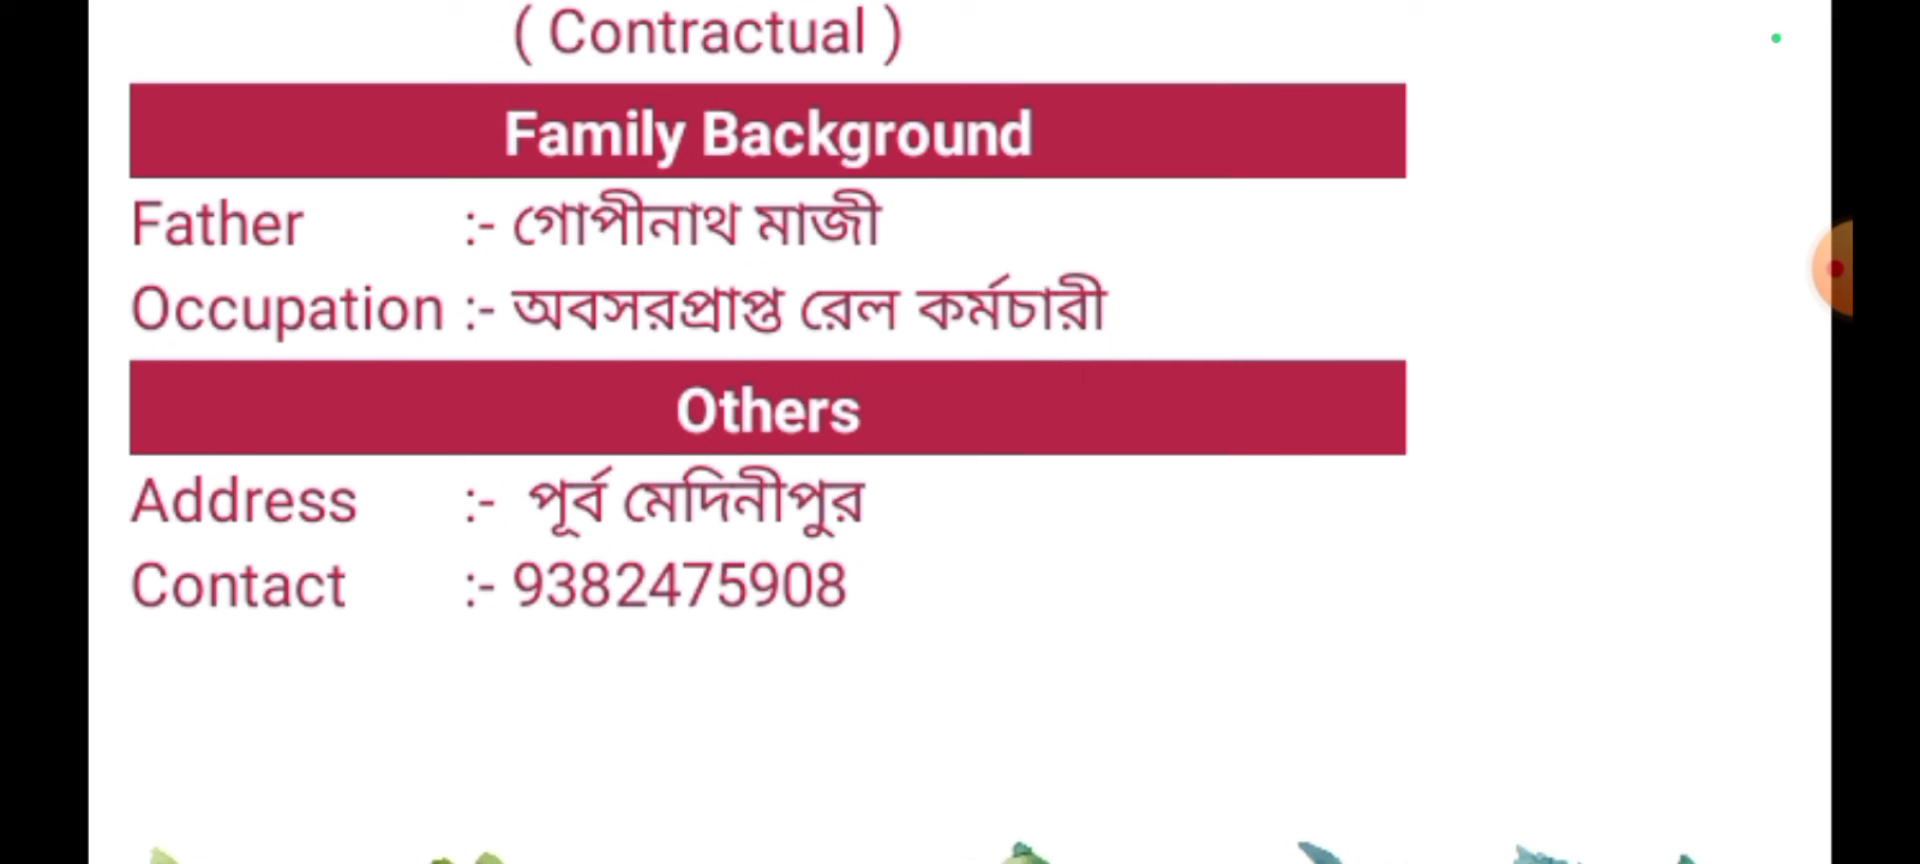 ( Contractual )
Family Background
Father :- গোপীনাথ মাজী
Occupation :- অবসরপ্রাপ্ত রেল কর্মচারী
Others
Address :- পূর্ব মেদিনীপুর
Contact :- 9382475908